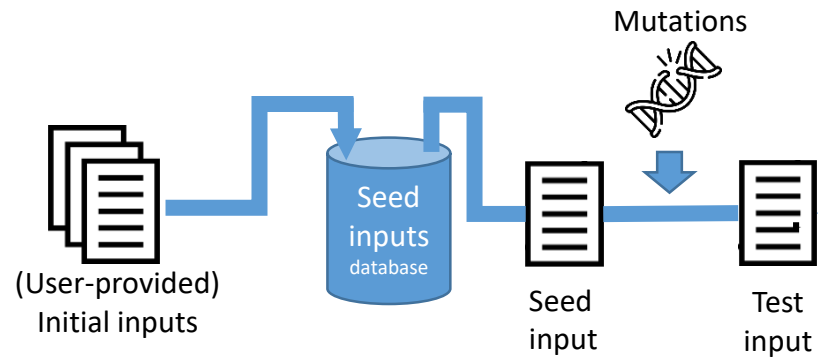 Mutations
Seed
inputs
database
(User-provided)
Initial inputs
Seed
input
Test
input